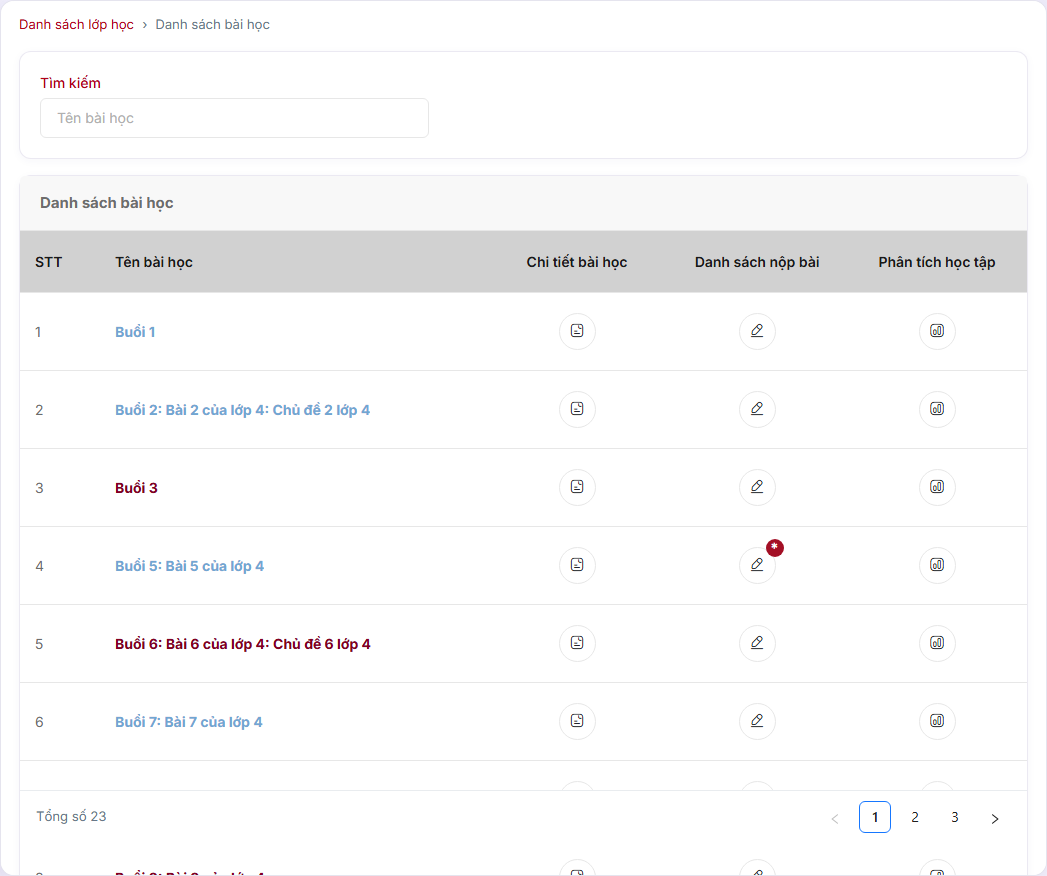 Danh sách lớp học › Danh sách bài học
Tìm kiếm
Tên bài học
Danh sách bài học
STT Tên bài học Chi tiết bài học Danh sách nộp bài Phân tích học tập
1 Buổi 1
2 Buổi 2: Bài 2 của lớp 4: Chủ đề 2 lớp 4
3 Buổi 3
4 Buổi 5: Bài 5 của lớp 4 *
5 Buổi 6: Bài 6 của lớp 4: Chủ đề 6 lớp 4
6 Buổi 7: Bài 7 của lớp 4
Tổng số 23 < 1 2 3 >